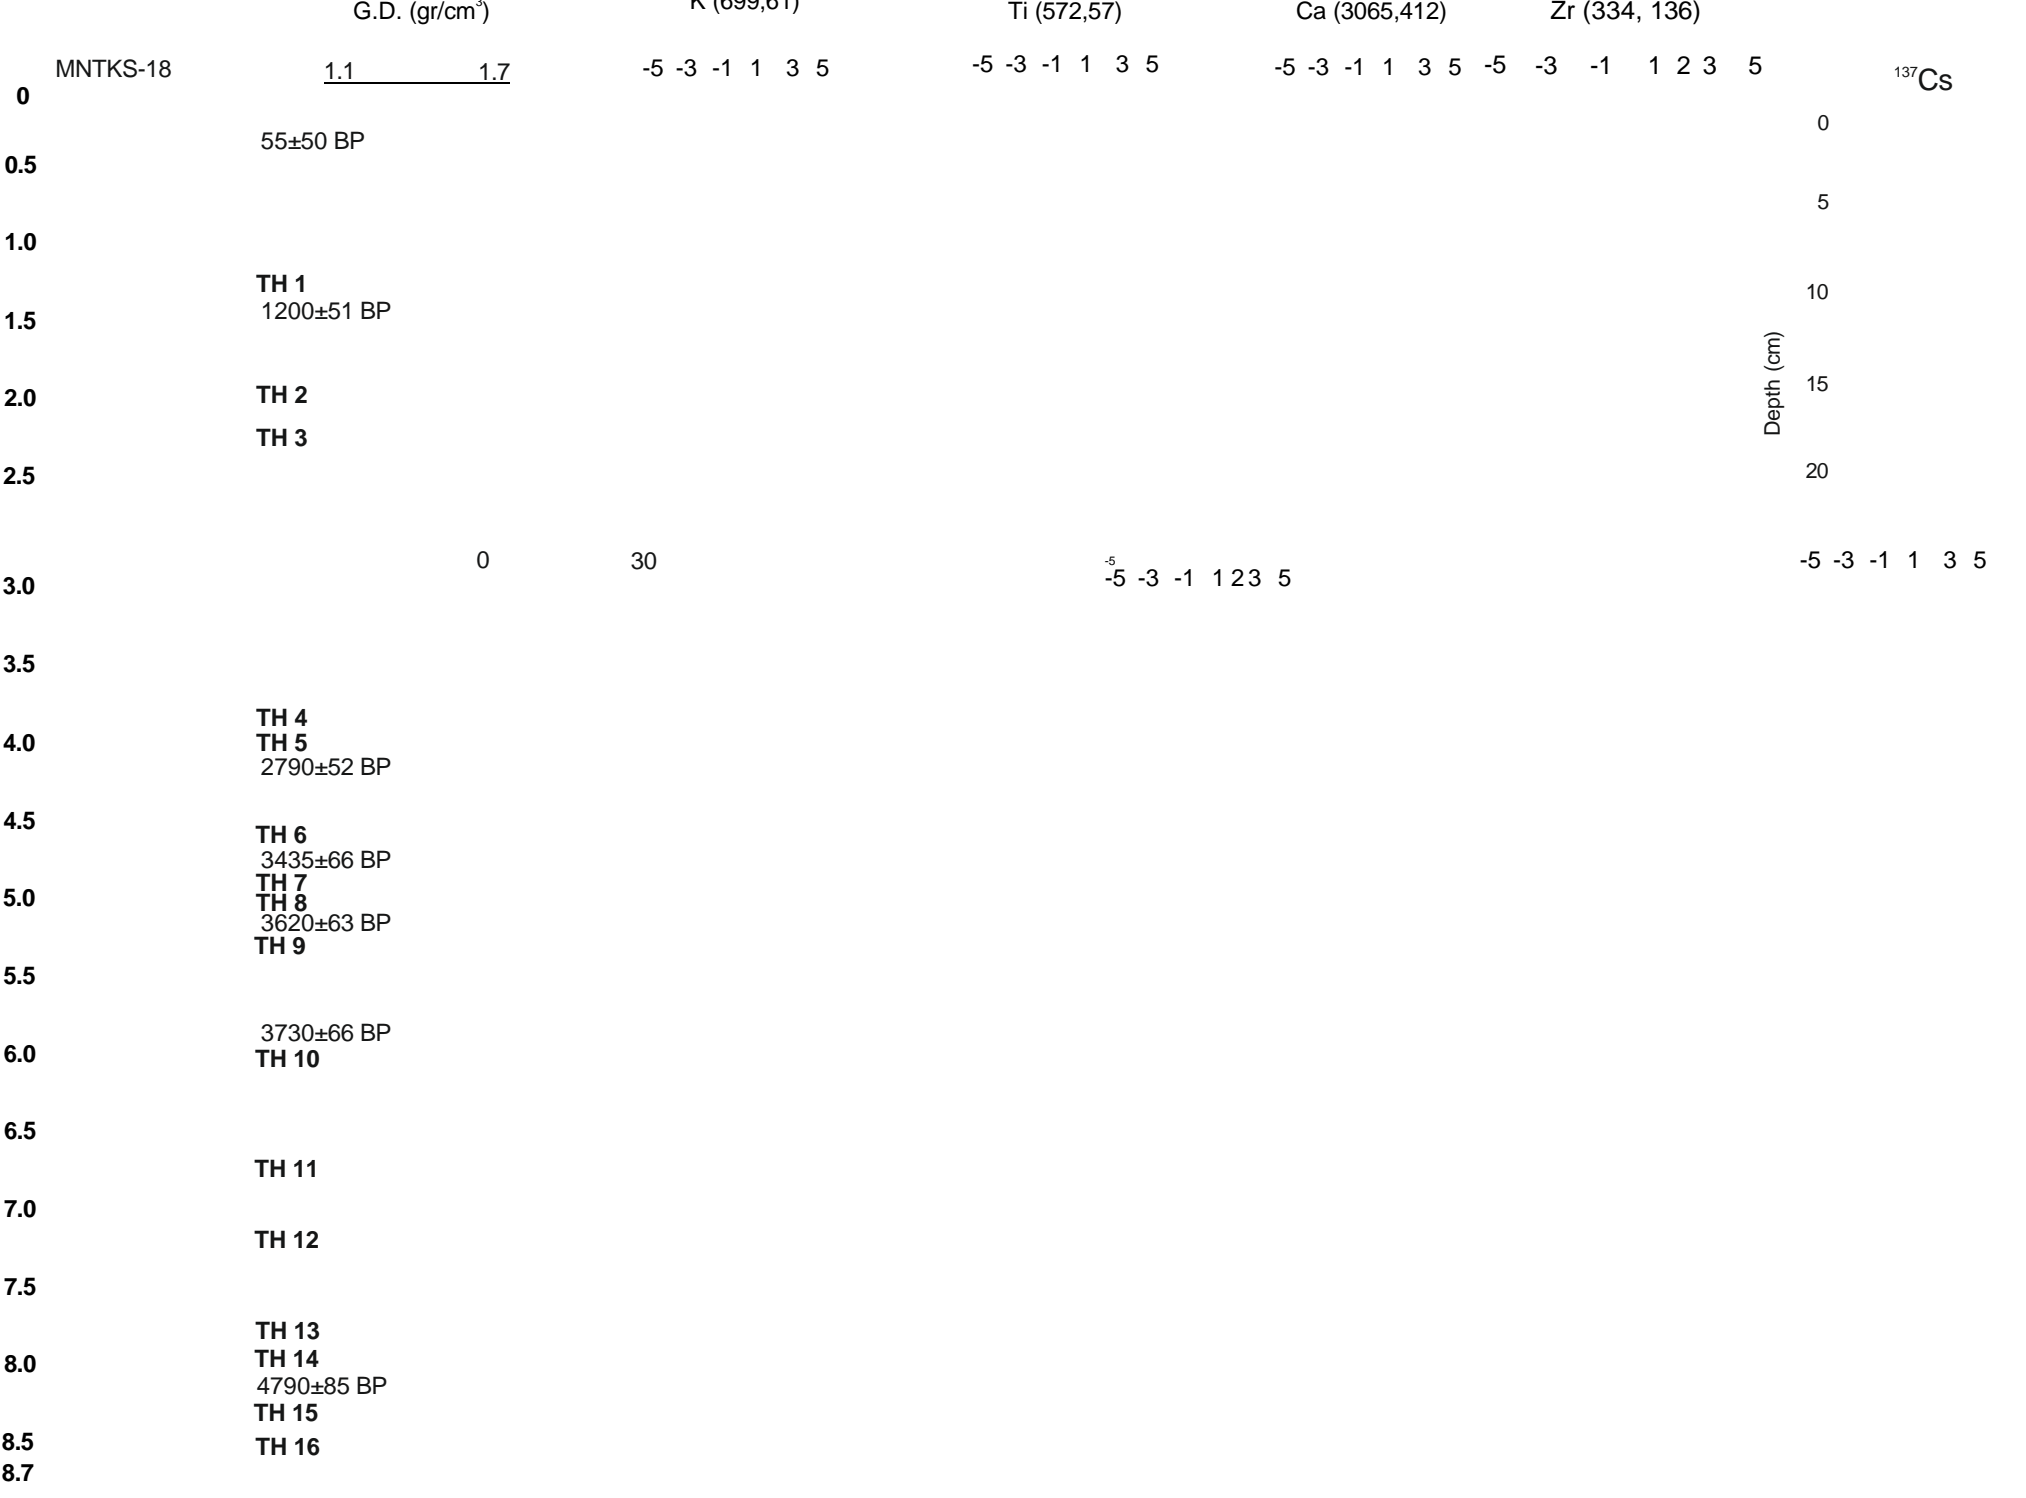 G.D. (gr/cm³) K (699,61) Ti (572,57) Ca (3065,412) Zr (334, 136)
MNTKS-18 1.1 1.7 -5 -3 -1 1 3 5 -5 -3 -1 1 3 5 -5 -3 -1 1 3 5 -5 -3 -1 1 2 3 5 ¹³⁷Cs
0
0
55±50 BP
0.5
5
1.0
TH 1
10
1200±51 BP
1.5
Depth (cm)
15
TH 2
2.0
TH 3
20
2.5
0 30 -5 -5 -3 -1 1 3 5
-5 -3 -1 1 2 3 5
3.0
3.5
TH 4
4.0 TH 5
2790±52 BP
4.5
TH 6
3435±66 BP
TH 7
5.0 TH 8
3620±63 BP
TH 9
5.5
3730±66 BP
6.0 TH 10
6.5
TH 11
7.0
TH 12
7.5
TH 13
8.0 TH 14
4790±85 BP
TH 15
8.5 TH 16
8.7